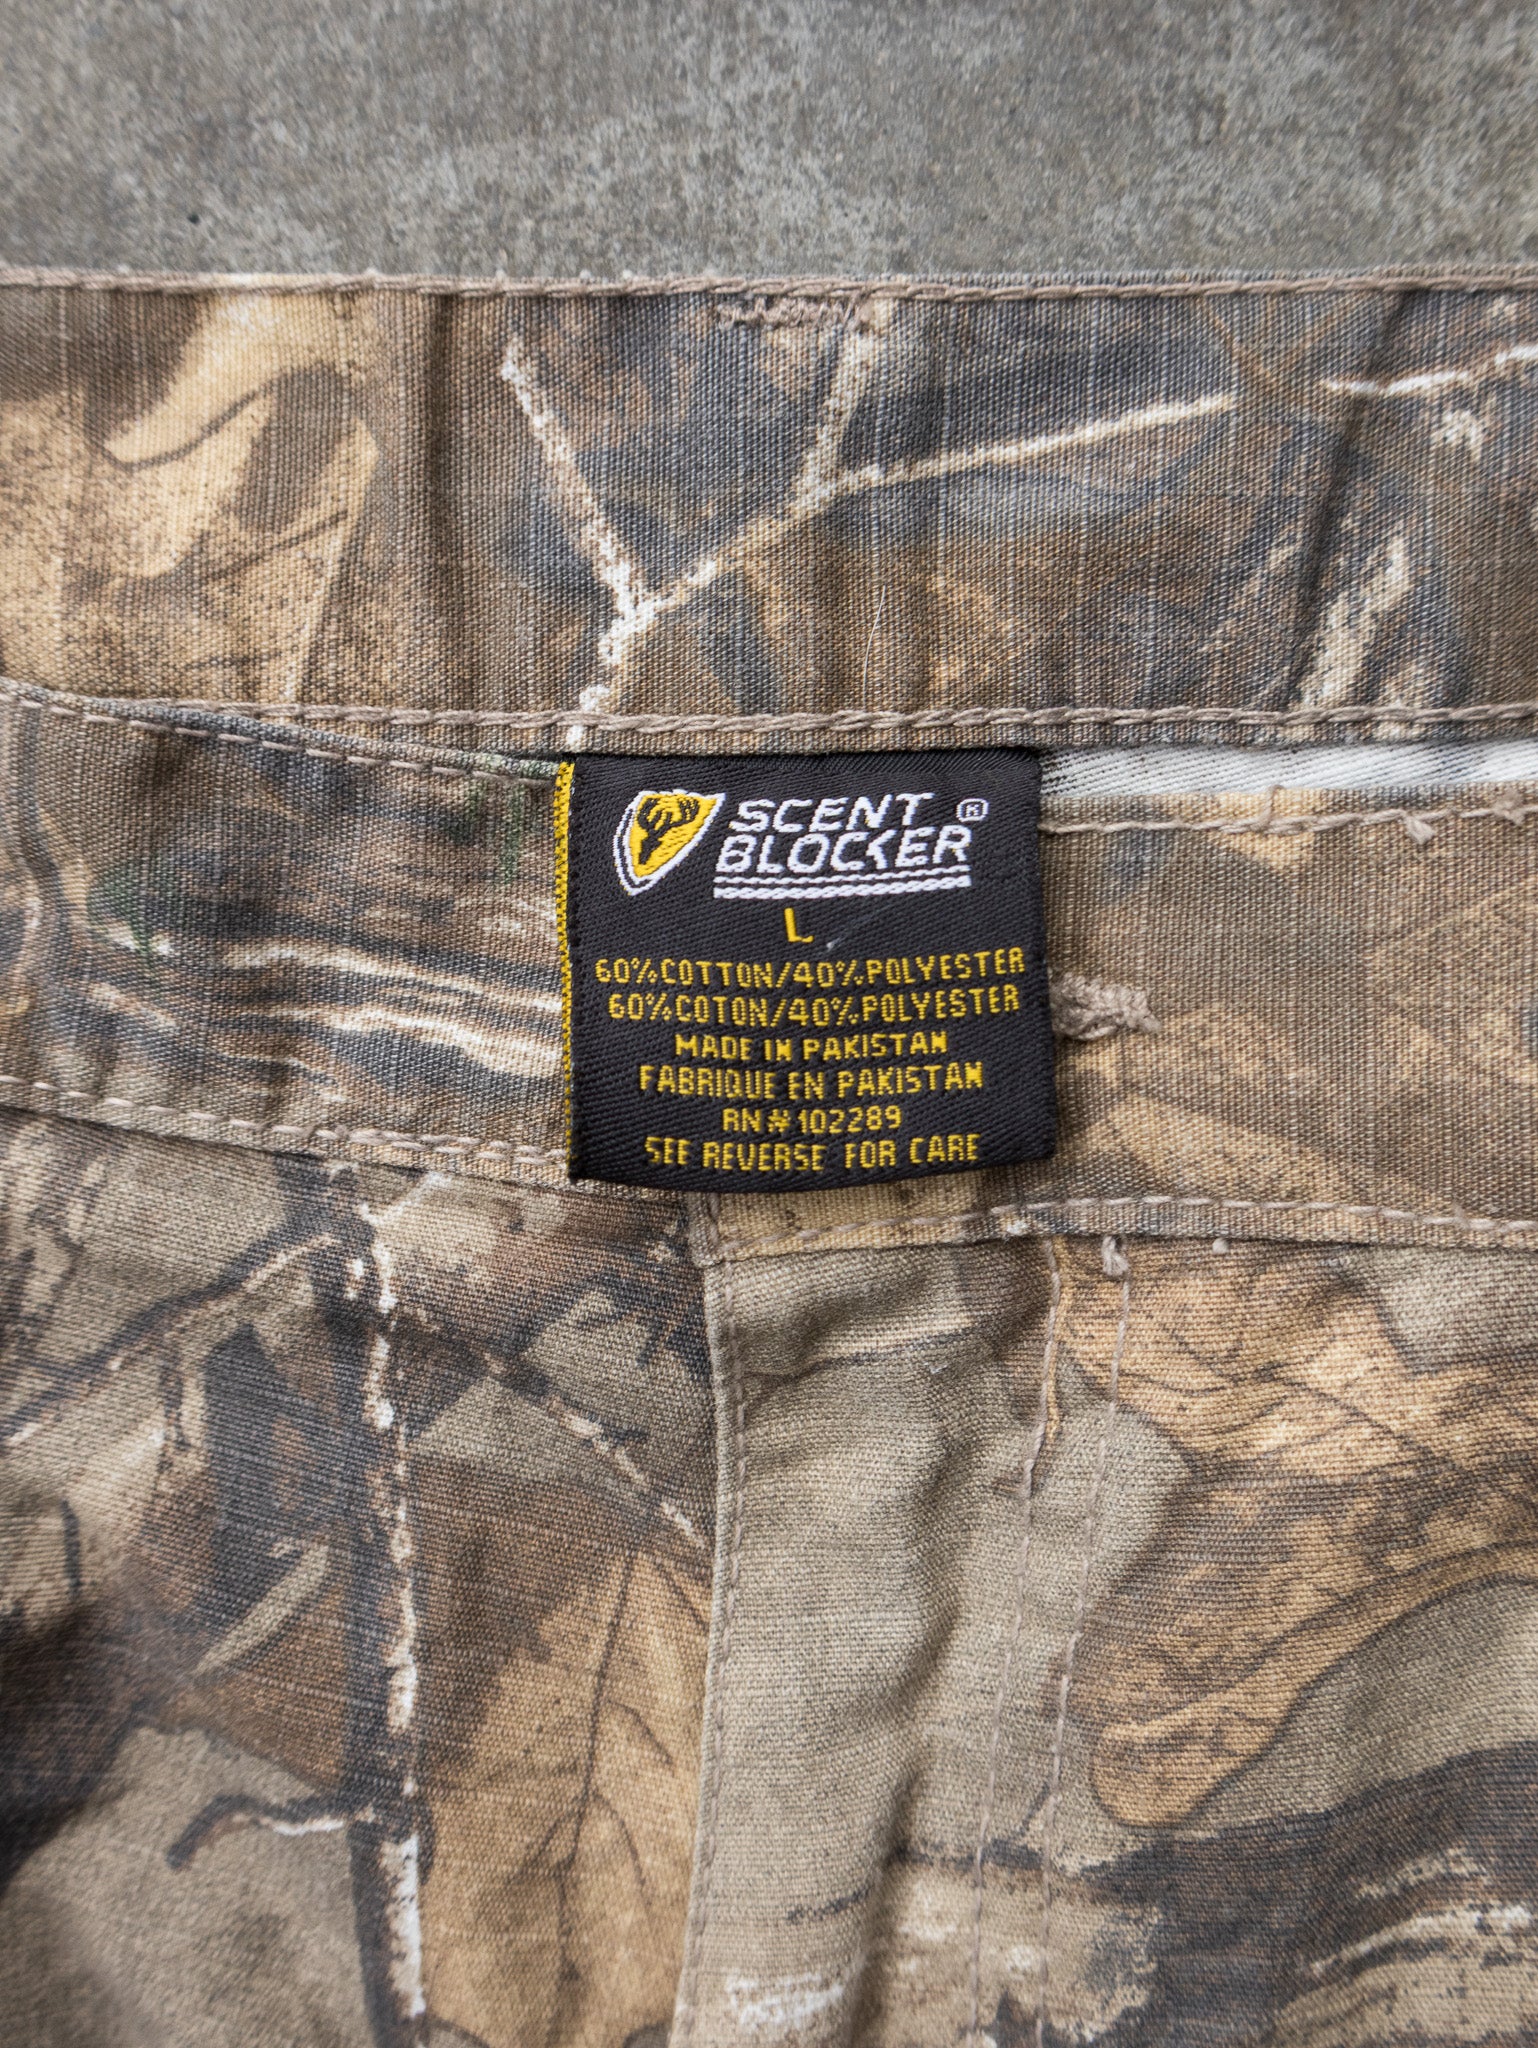 SCENT ®
BLOCKER
L
60%COTTON/40%POLYESTER
60%COTON/40%POLYESTER
MADE IN PAKISTAN
FABRIQUE EN PAKISTAN
RN#102289
SEE REVERSE FOR CARE